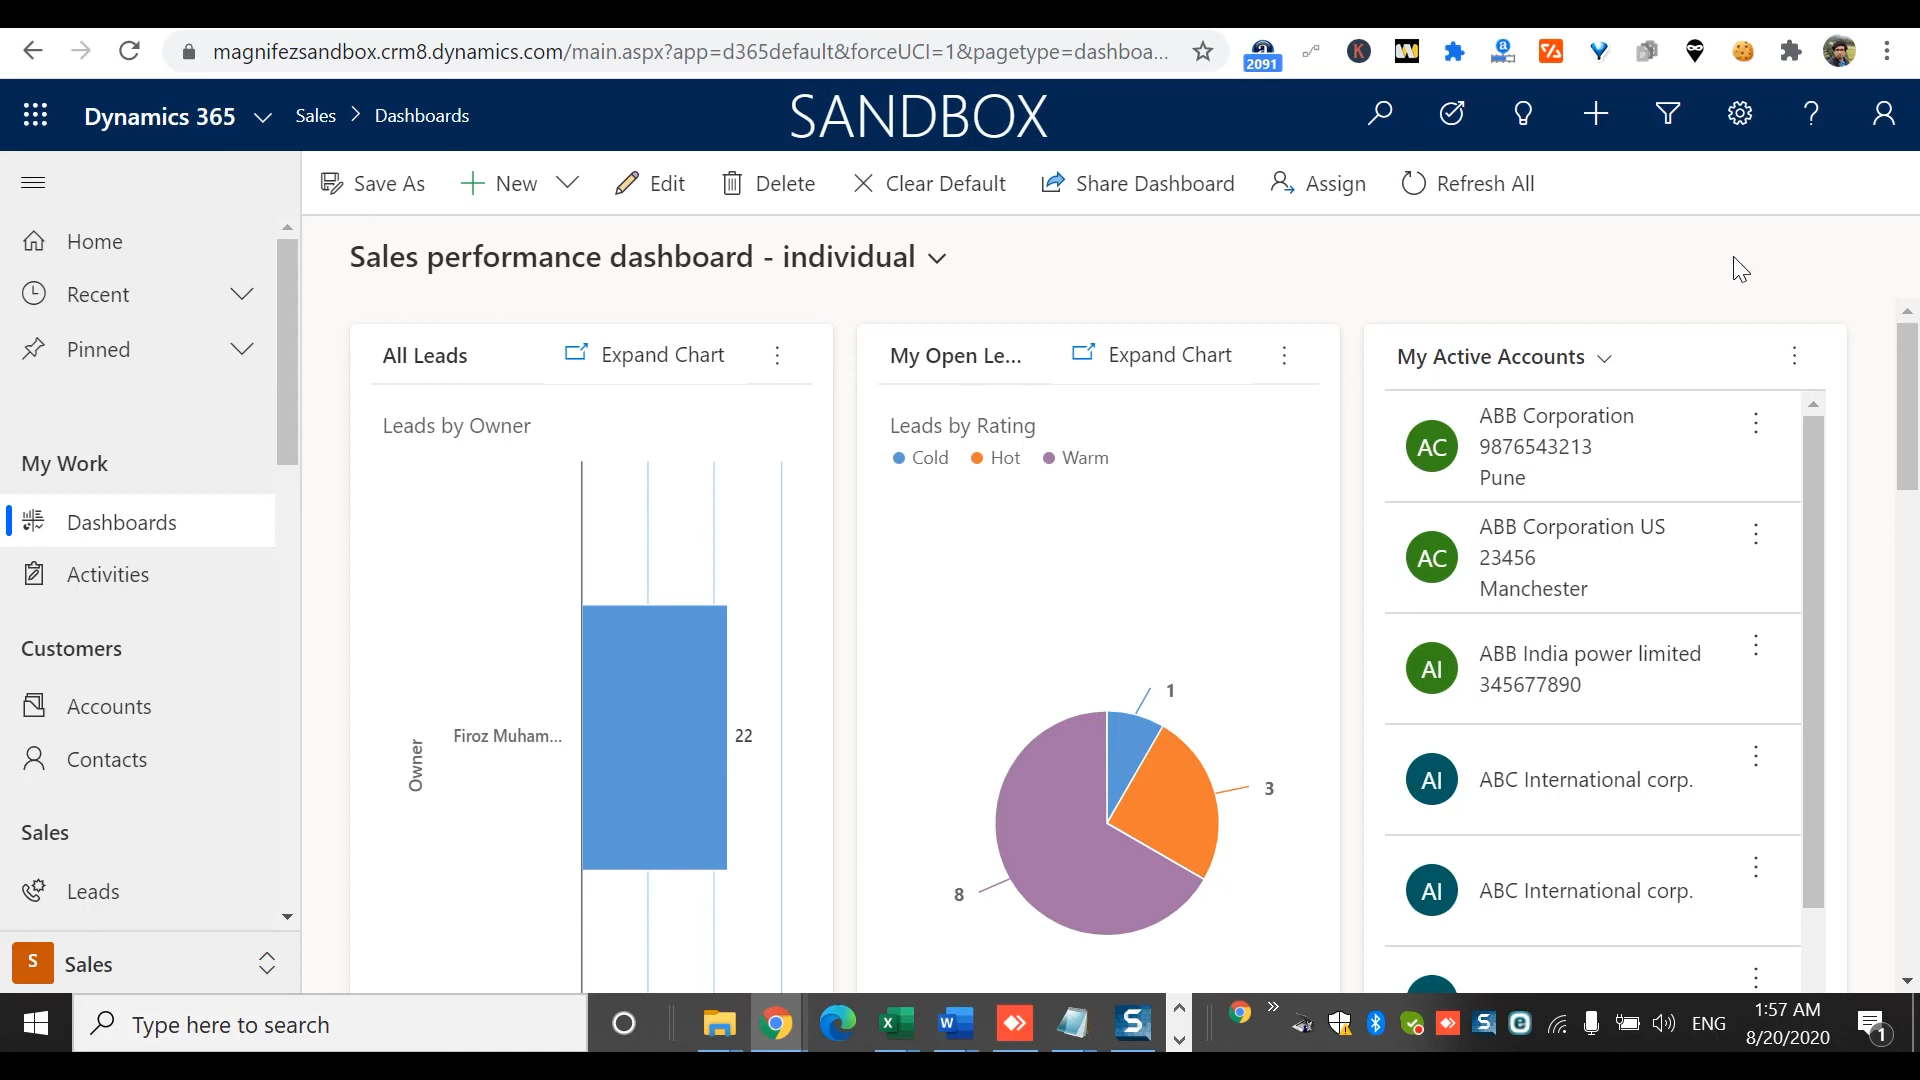 magnifezsandbox.crm8.dynamics.com/main.aspx?app=d365default&forceUCI=1&pagetype=dashboa...
2091
Dynamics 365
Sales > Dashboards
SANDBOX
Save As
New
Edit
Delete
Clear Default
Share Dashboard
Assign
Refresh All
Home
Recent
Pinned
My Work
Dashboards
Activities
Customers
Accounts
Contacts
Sales
Leads
S
Sales
Sales performance dashboard - individual
All Leads
Expand Chart
Leads by Owner
Owner
Firoz Muham...
22
My Open Le...
Expand Chart
Leads by Rating
Cold
Hot
Warm
1
3
8
My Active Accounts
AC
ABB Corporation
9876543213
Pune
AC
ABB Corporation US
23456
Manchester
AI
ABB India power limited
345677890
AI
ABC International corp.
AI
ABC International corp.
Type here to search
ENG
1:57 AM
8/20/2020
1